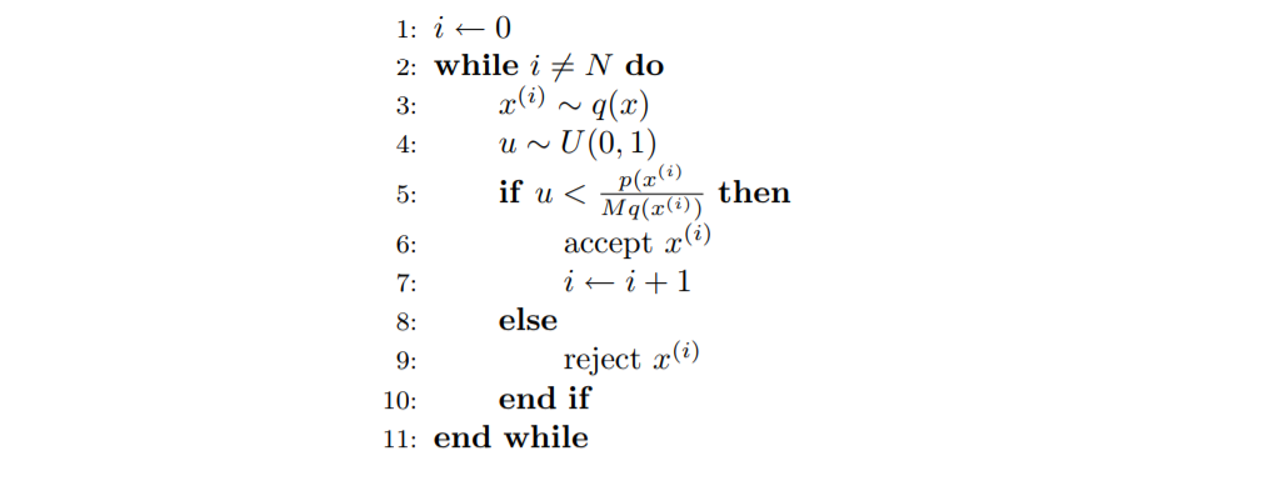 1: i ← 0
2: while i ≠ N do
3: x^(i) ∼ q(x)
4: u ∼ U(0, 1)
5: if u < p(x^(i) / Mq(x^(i)) then
6: accept x^(i)
7: i ← i + 1
8: else
9: reject x^(i)
10: end if
11: end while